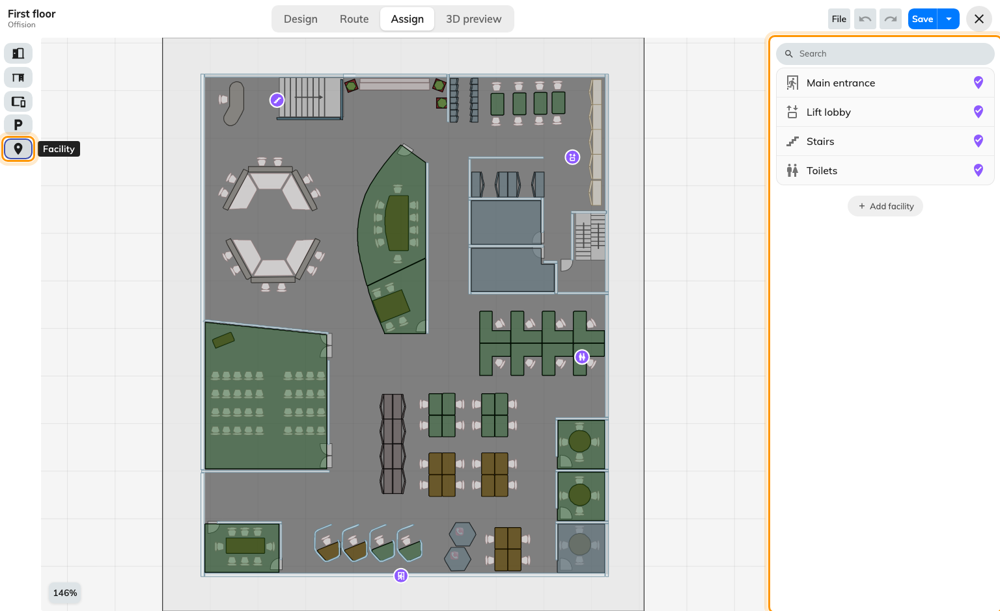 First floor
Offision
Design
Route
Assign
3D preview
File
Save
P
Facility
Search
Main entrance
Lift lobby
Stairs
Toilets
+ Add facility
146%